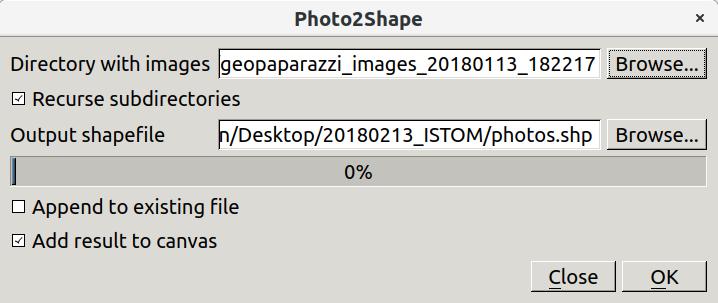 Photo2Shape
×
Directory with images geopaparazzi_images_20180113_182217 Browse...
Recurse subdirectories
Output shapefile n/Desktop/20180213_ISTOM/photos.shp Browse...
0%
Append to existing file
Add result to canvas
Close OK